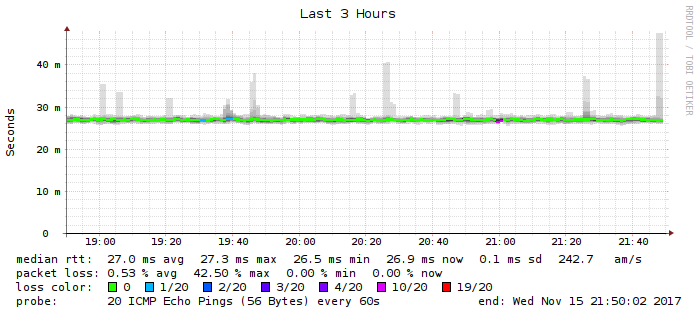 Last 3 Hours
RRDTOOL / TOBI OETIKER
Seconds
40 m
30 m
20 m
10 m
0
19:00 19:20 19:40 20:00 20:20 20:40 21:00 21:20 21:40
median rtt: 27.0 ms avg 27.3 ms max 26.5 ms min 26.9 ms now 0.1 ms sd 242.7 am/s
packet loss: 0.53 % avg 42.50 % max 0.00 % min 0.00 % now
loss color: 0 1/20 2/20 3/20 4/20 10/20 19/20
probe: 20 ICMP Echo Pings (56 Bytes) every 60s end: Wed Nov 15 21:50:02 2017